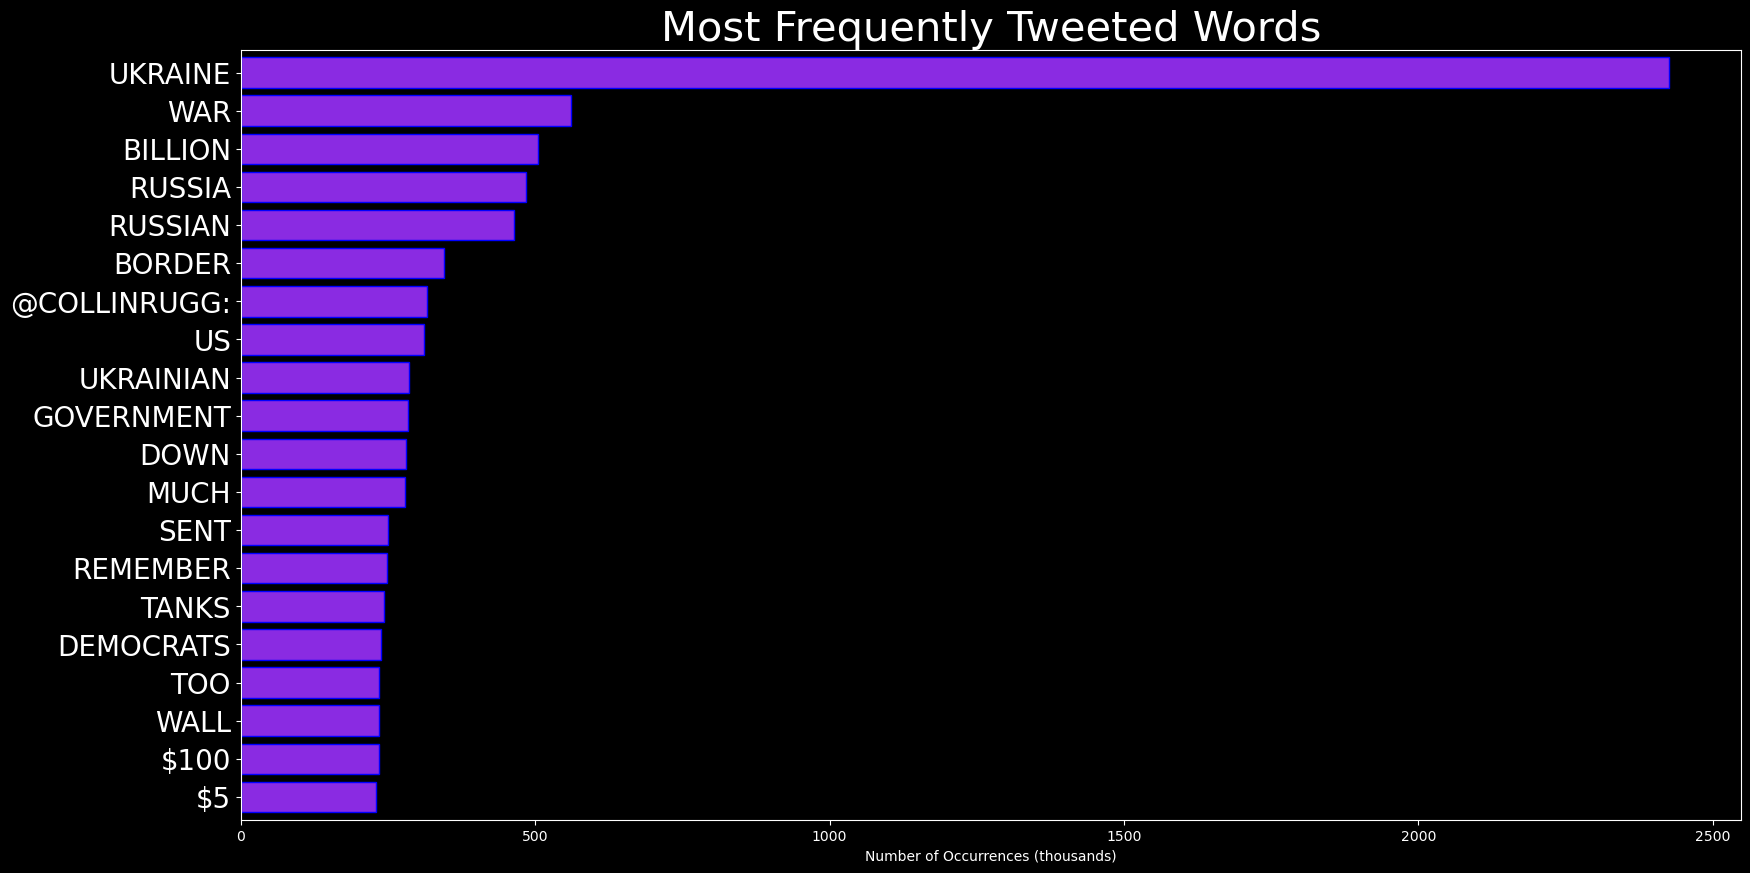 Most Frequently Tweeted Words
UKRAINE
WAR
BILLION
RUSSIA
RUSSIAN
BORDER
@COLLINRUGG:
US
UKRAINIAN
GOVERNMENT
DOWN
MUCH
SENT
REMEMBER
TANKS
DEMOCRATS
TOO
WALL
$100
$5
0 500 1000 1500 2000 2500
Number of Occurrences (thousands)